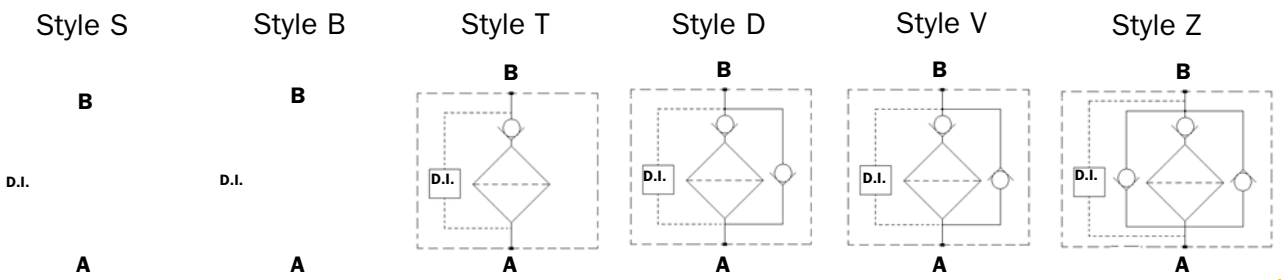 Style S
Style B
Style T
Style D
Style V
Style Z
B
B
B
B
B
B
D.I.
D.I.
D.I.
D.I.
D.I.
D.I.
A
A
A
A
A
A